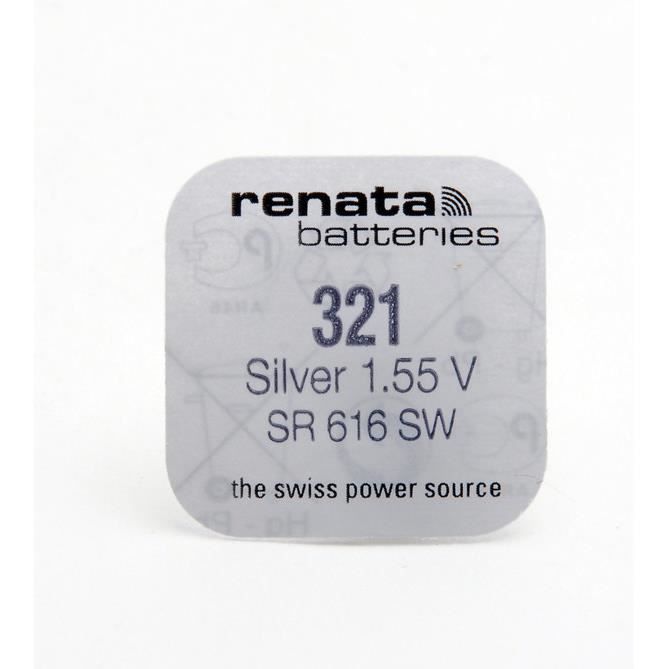 renata
batteries
321
Silver 1.55 V
SR 616 SW
the swiss power source